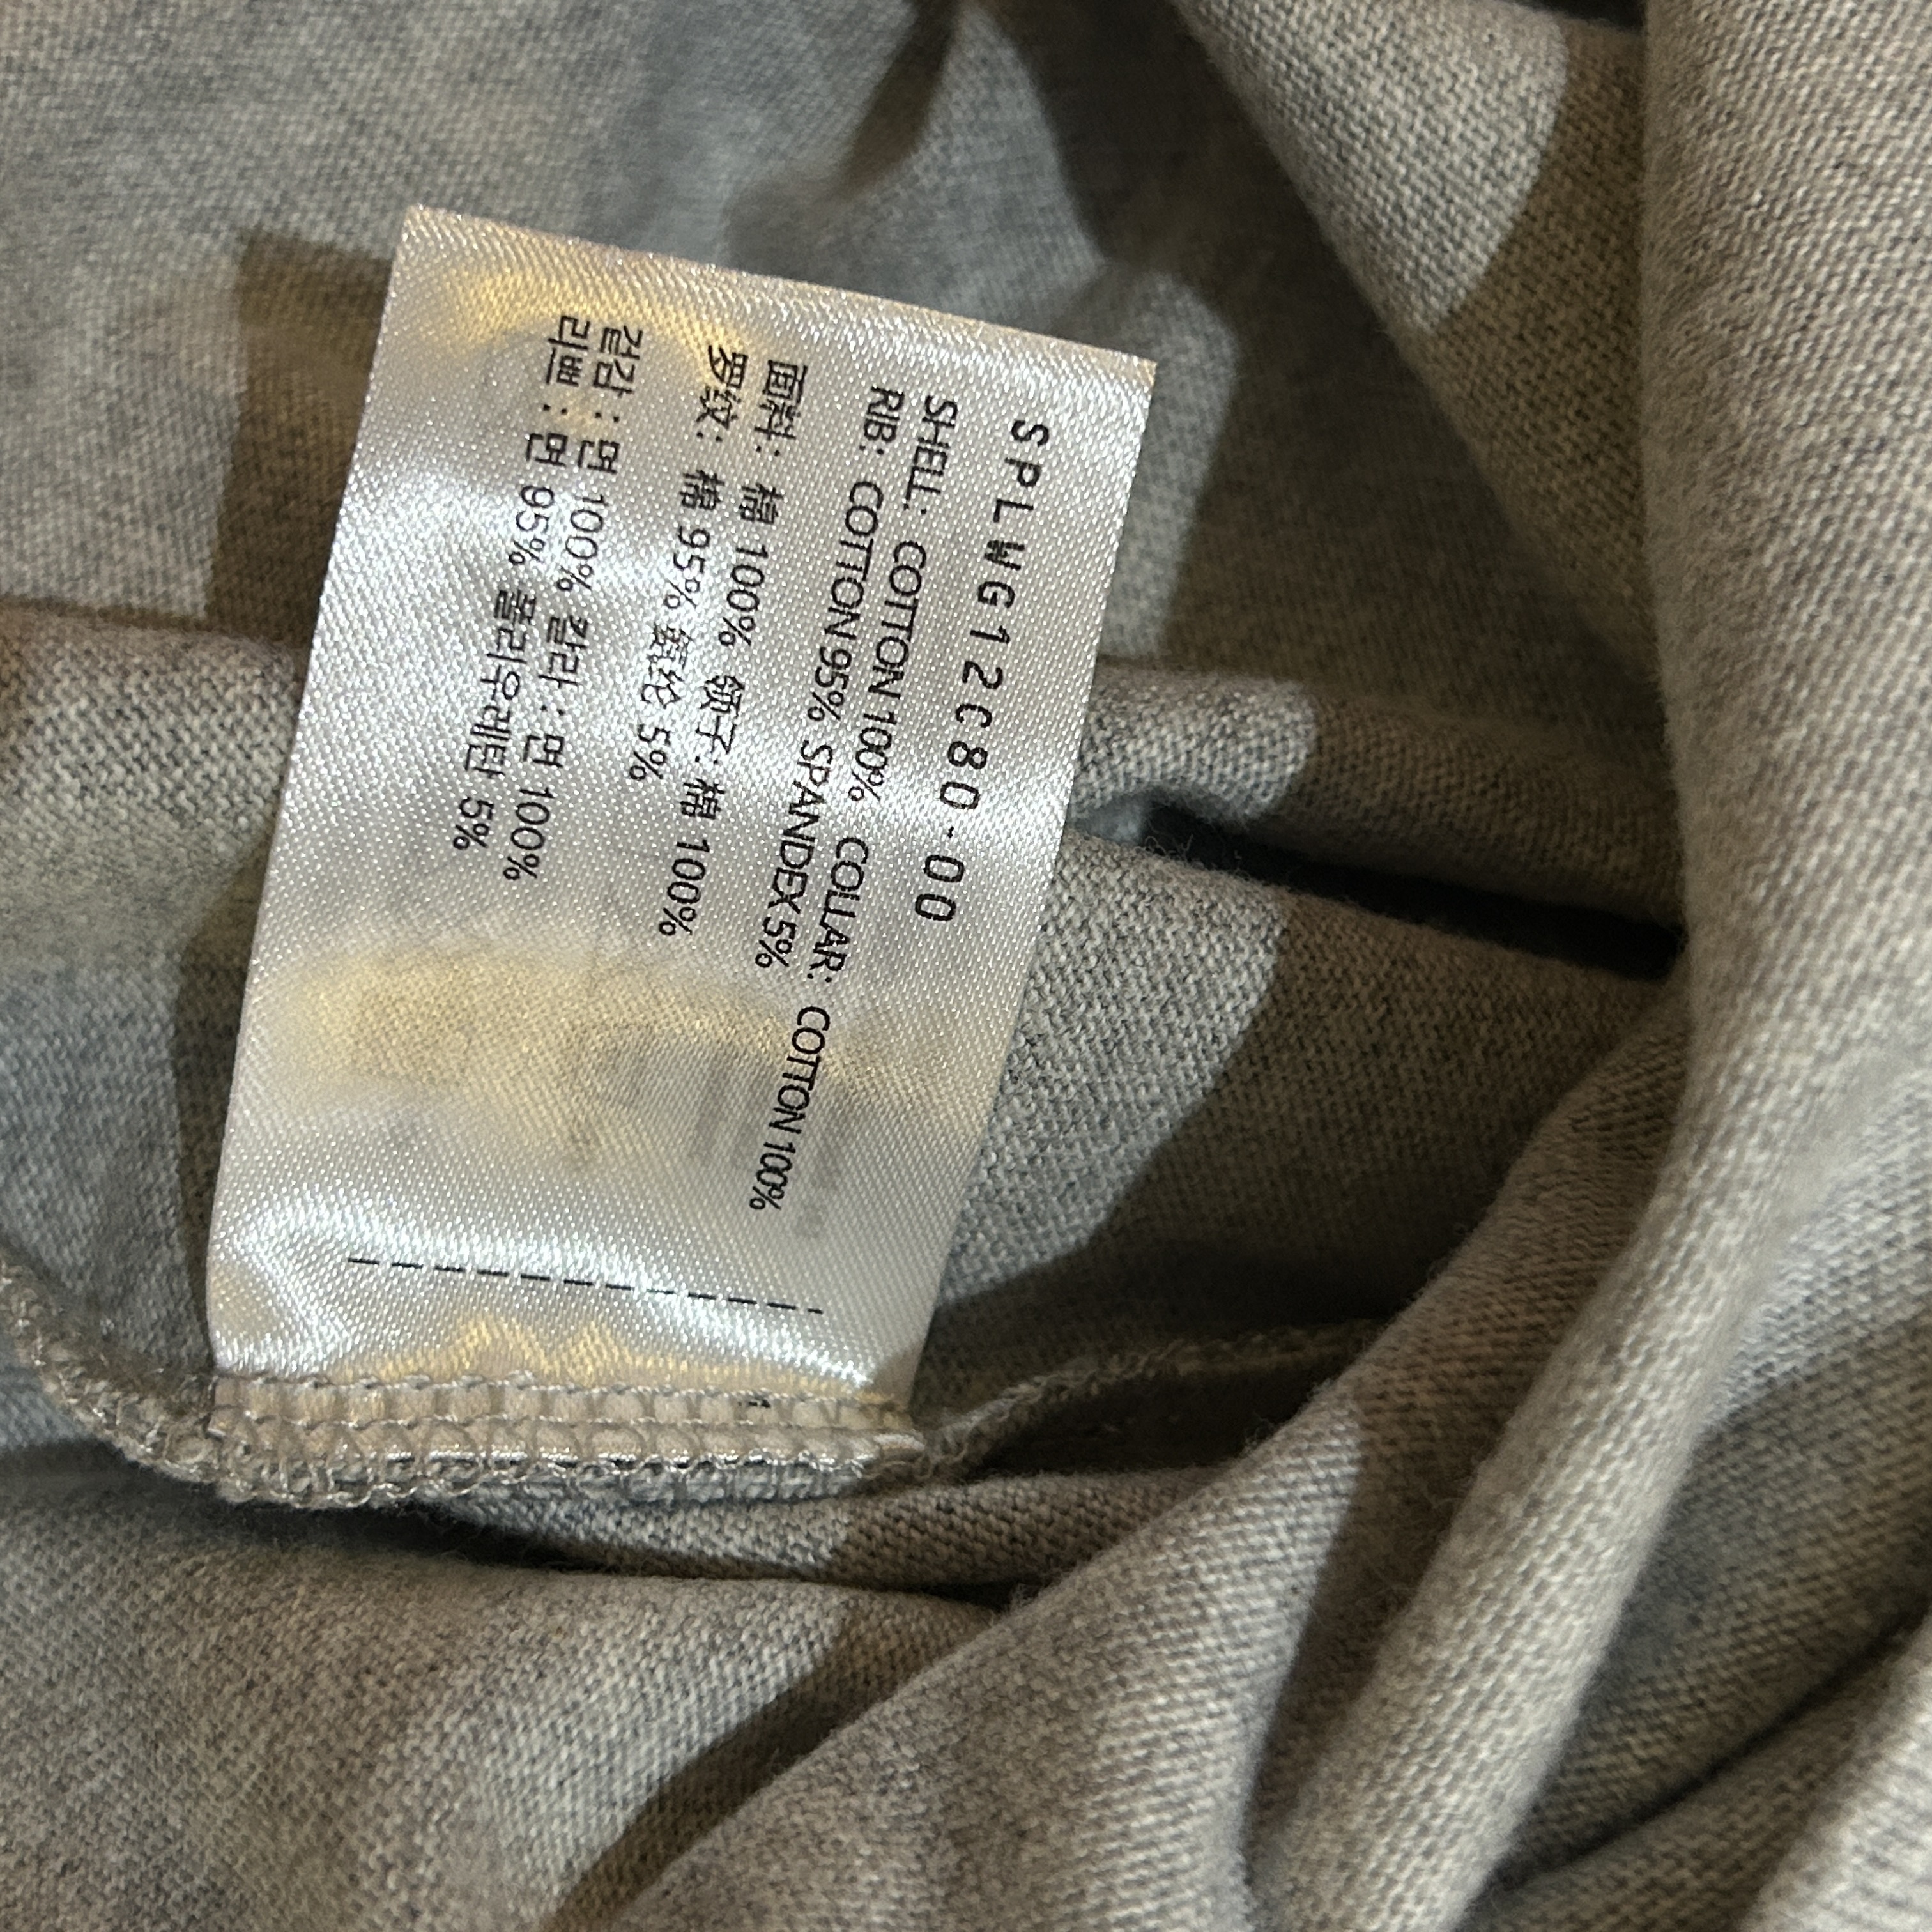 SPLWG12C80-00
SHELL: COTTON 100% COLLAR: COTTON 100%
RIB: COTTON 95% SPANDEX 5%
面料: 棉 100% 领子: 棉 100%
罗纹: 棉 95% 氨纶 5%
겉감 : 면 100% 칼라 : 면 100%
리쁘 : 면 95% 폴리우레탄 5%